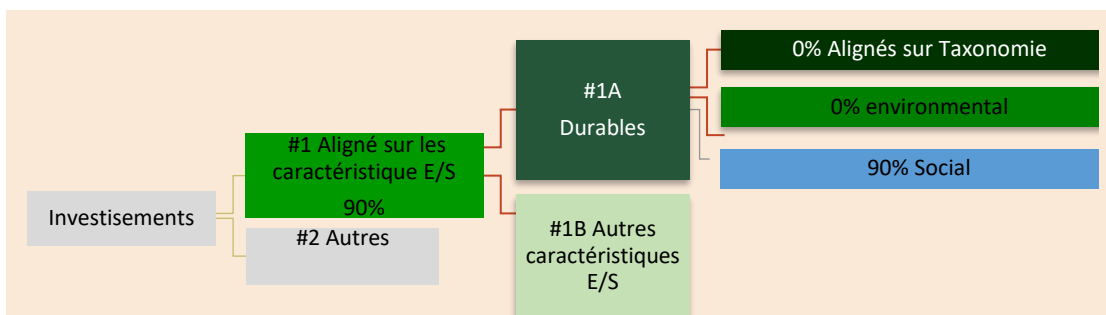 Investisements
#1 Aligné sur les
caractéristique E/S
90%
#2 Autres
#1A
Durables
#1B Autres
caractéristiques
E/S
0% Alignés sur Taxonomie
0% environmental
90% Social